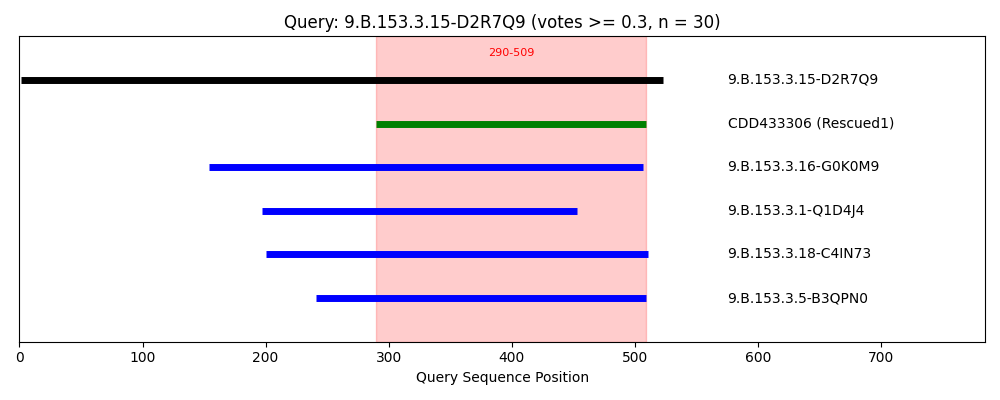 Query: 9.B.153.3.15-D2R7Q9 (votes >= 0.3, n = 30)
290-509
9.B.153.3.15-D2R7Q9
CDD433306 (Rescued1)
9.B.153.3.16-G0K0M9
9.B.153.3.1-Q1D4J4
9.B.153.3.18-C4IN73
9.B.153.3.5-B3QPN0
0 100 200 300 400 500 600 700
Query Sequence Position